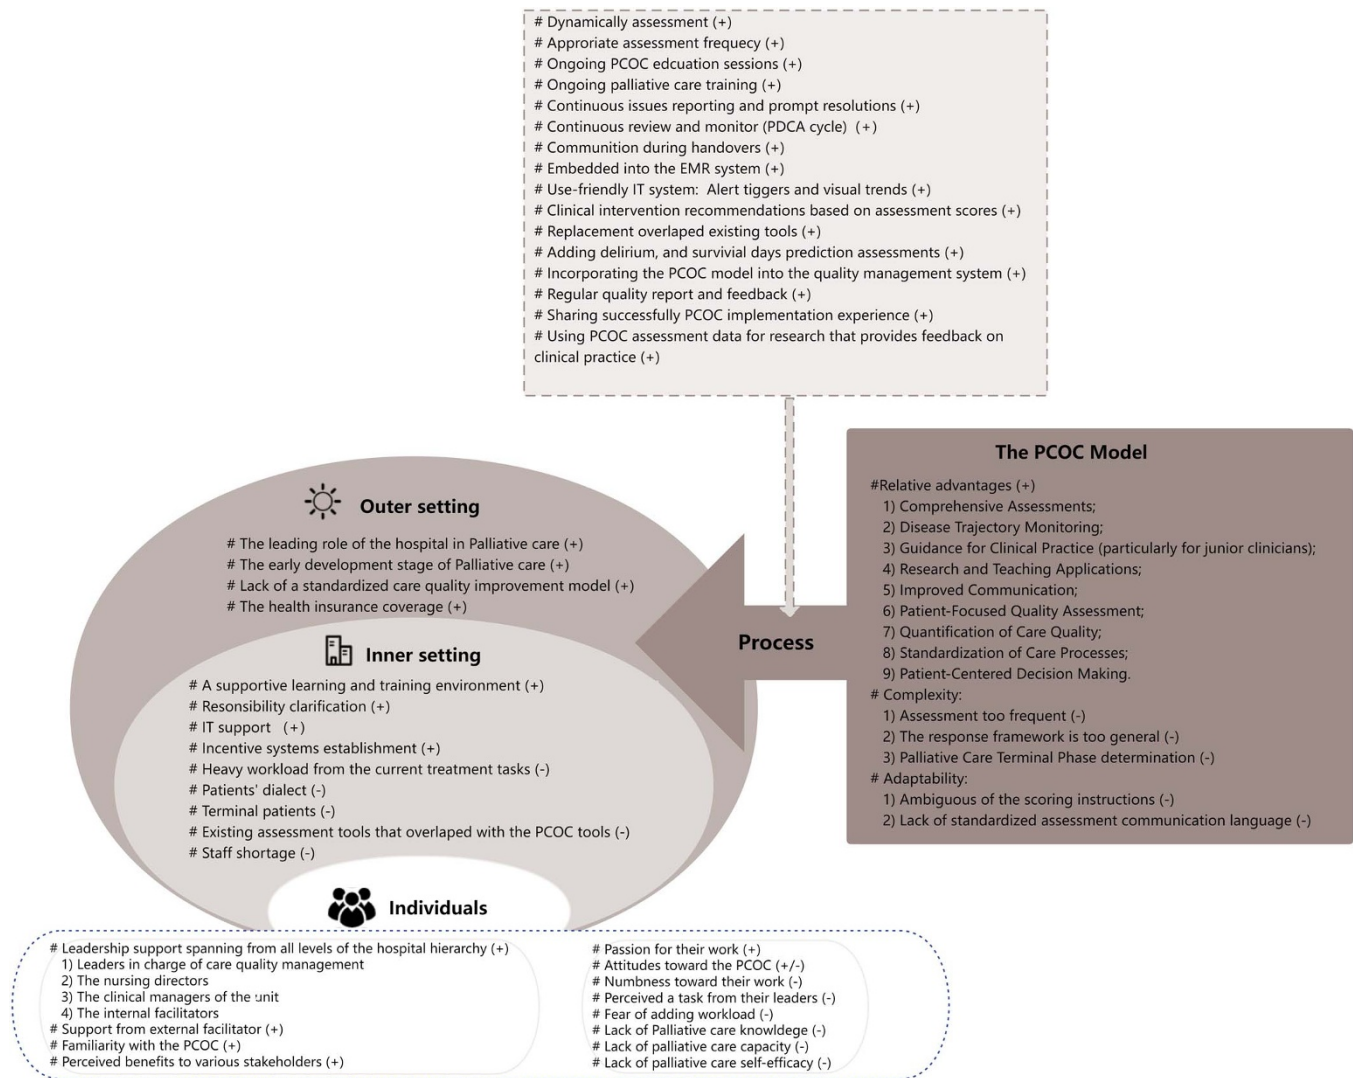 # Dynamically assessment (+)
# Approriate assessment frequecy (+)
# Ongoing PCOC edcuation sessions (+)
# Ongoing palliative care training (+)
# Continuous issues reporting and prompt resolutions (+)
# Continuous review and monitor (PDCA cycle)  (+)
# Communition during handovers (+)
# Embedded into the EMR system (+)
# Use-friendly IT system:  Alert tiggers and visual trends (+)
# Clinical intervention recommendations based on assessment scores (+)
# Replacement overlaped existing tools (+)
# Adding delirium, and survivial days prediction assessments (+)
# Incorporating the PCOC model into the quality management system (+)
# Regular quality report and feedback (+)
# Sharing successfully PCOC implementation experience (+)
# Using PCOC assessment data for research that provides feedback on
clinical practice (+)
The PCOC Model
#Relative advantages (+)
1) Comprehensive Assessments;
2) Disease Trajectory Monitoring;
3) Guidance for Clinical Practice (particularly for junior clinicians);
4) Research and Teaching Applications;
5) Improved Communication;
6) Patient-Focused Quality Assessment;
7) Quantification of Care Quality;
8) Standardization of Care Processes;
9) Patient-Centered Decision Making.
# Complexity:
1) Assessment too frequent (-)
2) The response framework is too general (-)
3) Palliative Care Terminal Phase determination (-)
# Adaptability:
1) Ambiguous of the scoring instructions (-)
2) Lack of standardized assessment communication language (-)
Process
Outer setting
# The leading role of the hospital in Palliative care (+)
# The early development stage of Palliative care (+)
# Lack of a standardized care quality improvement model (+)
# The health insurance coverage (+)
Inner setting
# A supportive learning and training environment (+)
# Resonsibility clarification (+)
# IT support  (+)
# Incentive systems establishment (+)
# Heavy workload from the current treatment tasks (-)
# Patients' dialect (-)
# Terminal patients (-)
# Existing assessment tools that overlaped with the PCOC tools (-)
# Staff shortage (-)
Individuals
# Leadership support spanning from all levels of the hospital hierarchy (+)
1) Leaders in charge of care quality management
2) The nursing directors
3) The clinical managers of the unit
4) The internal facilitators
# Support from external facilitator (+)
# Familiarity with the PCOC (+)
# Perceived benefits to various stakeholders (+)
# Passion for their work (+)
# Attitudes toward the PCOC (+/-)
# Numbness toward their work (-)
# Perceived a task from their leaders (-)
# Fear of adding workload (-)
# Lack of Palliative care knowldege (-)
# Lack of palliative care capacity (-)
# Lack of palliative care self-efficacy (-)